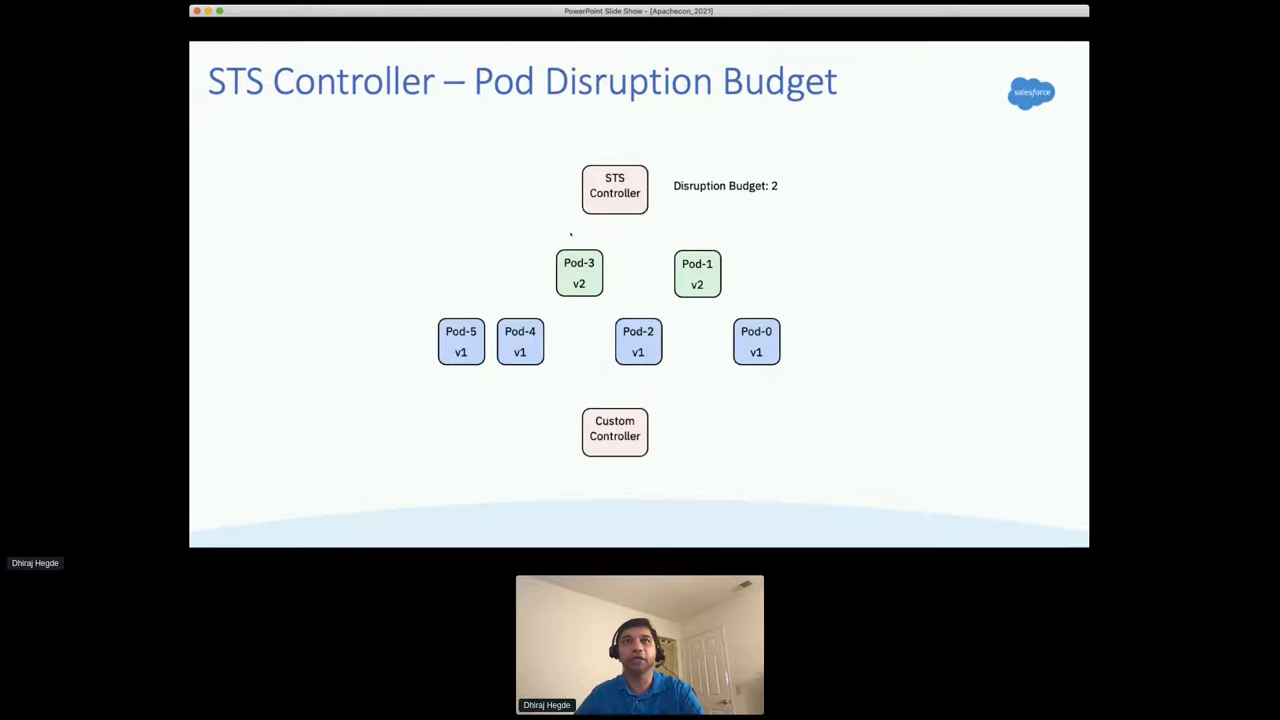 PowerPoint Slide Show - [Apachecon_2021]
STS Controller – Pod Disruption Budget
salesforce
STS
Controller
Disruption Budget: 2
Pod-3
v2
Pod-1
v2
Pod-5
v1
Pod-4
v1
Pod-2
v1
Pod-0
v1
Custom
Controller
Dhiraj Hegde
Dhiraj Hegde